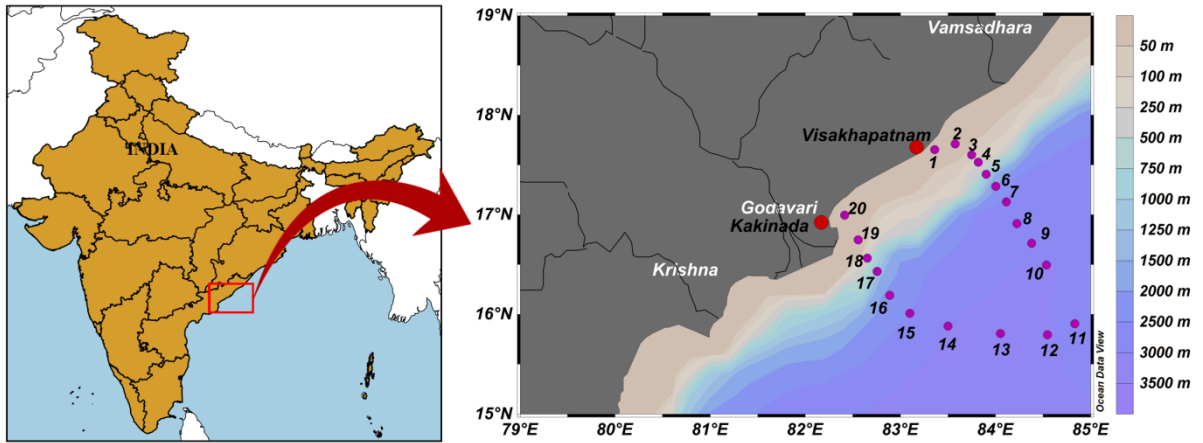 INDIA
19°N
18°N
17°N
16°N
15°N
79°E
80°E
81°E
82°E
83°E
84°E
85°E
Vamsadhara
Visakhapatnam
Godavari
Kakinada
Krishna
1
2
3
4
5
6
7
8
9
10
11
12
13
14
15
16
17
18
19
20
Ocean Data View
50 m
100 m
250 m
500 m
750 m
1000 m
1250 m
1500 m
2000 m
2500 m
3000 m
3500 m